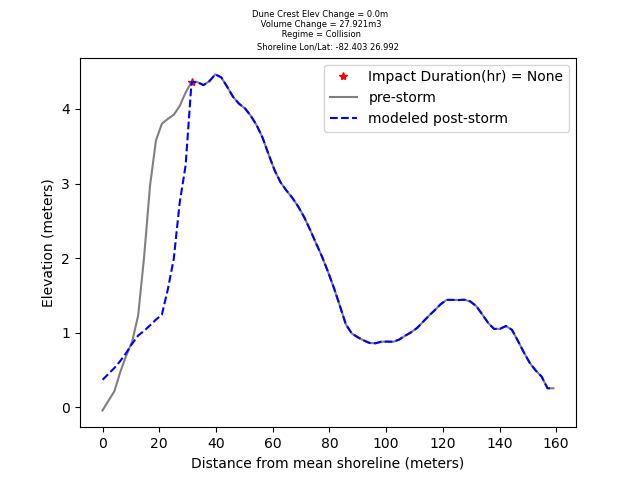 Dune Crest Elev Change = 0.0m
Volume Change = 27.921m3
Regime = Collision
Shoreline Lon/Lat: -82.403 26.992
Impact Duration(hr) = None
pre-storm
modeled post-storm
Elevation (meters)
4
3
2
1
0
0 20 40 60 80 100 120 140 160
Distance from mean shoreline (meters)